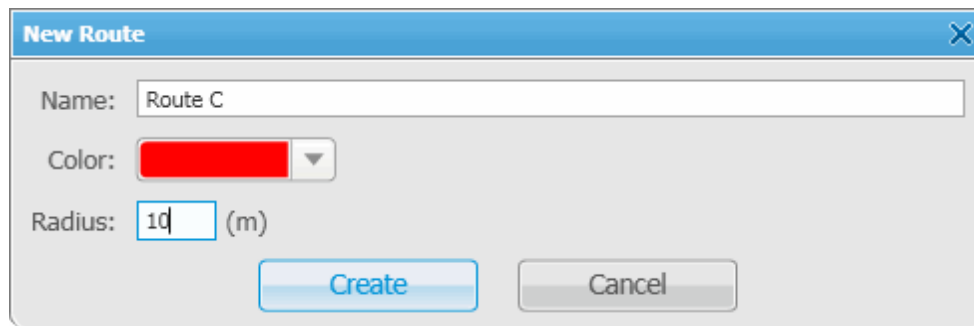 New Route
Name: Route C
Color:
Radius: 10 (m)
Create Cancel